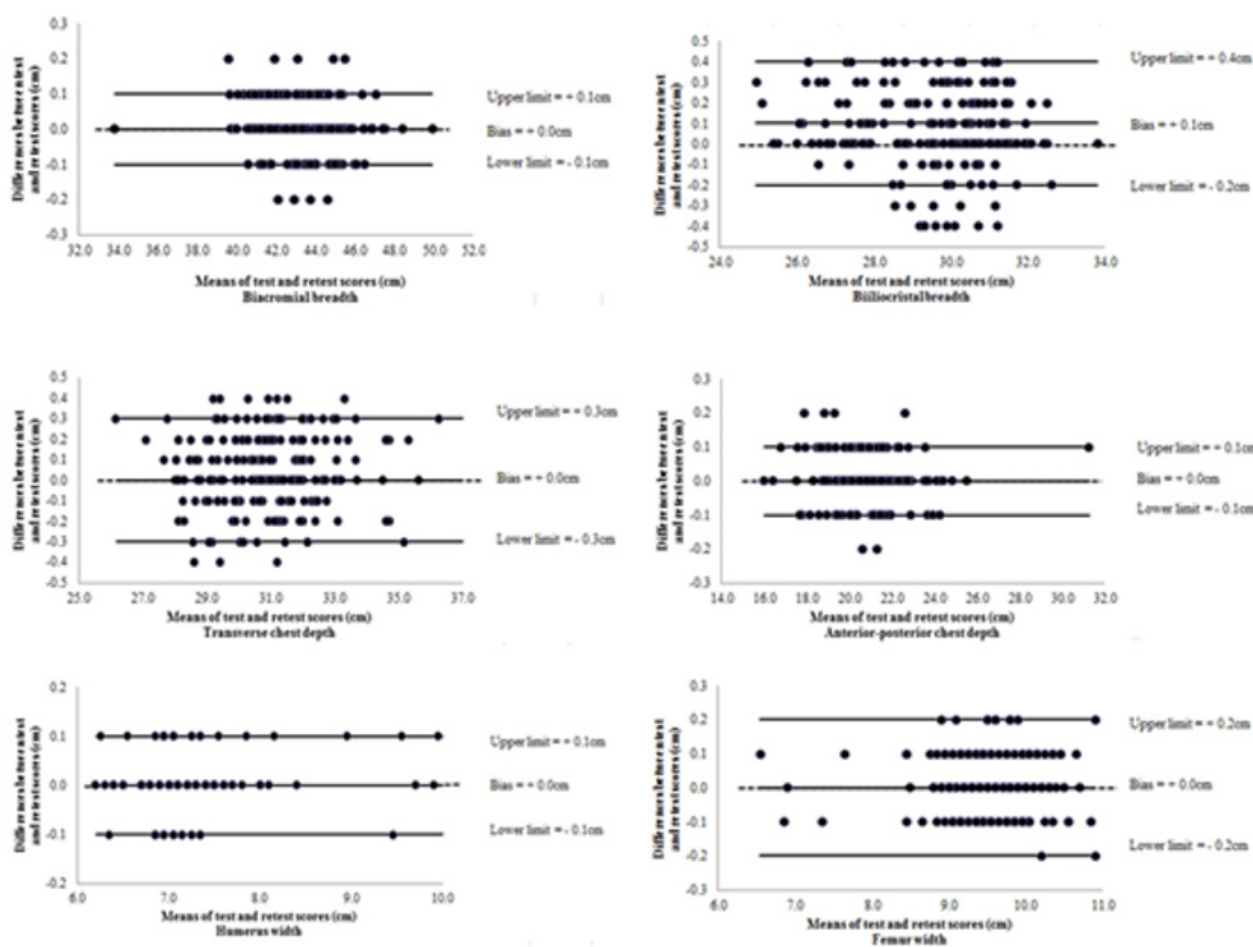 0.3
0.2
0.1
0.0
-0.1
-0.2
-0.3
Differences between test
and retest scores (cm)
Upper limit = + 0.1cm
Bias = + 0.0cm
Lower limit = - 0.1cm
32.0 34.0 36.0 38.0 40.0 42.0 44.0 46.0 50.0 52.0
Means of test and retest scores (cm)
Biacromial breadth
0.5
0.4
0.3
0.2
0.1
0.0
-0.1
-0.2
-0.3
-0.4
-0.5
Differences between test
and retest scores (cm)
Upper limit = + 0.4cm
Bias = + 0.1cm
Lower limit = - 0.2cm
24.0 26.0 28.0 30.0 32.0 34.0
Means of test and retest scores (cm)
Biiliocristal breadth
0.5
0.4
0.3
0.2
0.1
0.0
-0.1
-0.2
-0.3
-0.4
-0.5
Differences between test
and retest scores (cm)
Upper limit = + 0.3cm
Bias = + 0.0cm
Lower limit = - 0.3cm
25.0 27.0 29.0 31.0 33.0 35.0 37.0
Means of test and retest scores (cm)
Transverse chest depth
0.3
0.2
0.1
0.0
-0.1
-0.2
-0.3
Differences between test
and retest scores (cm)
Upper limit = + 0.1cm
Bias = + 0.0cm
Lower limit = - 0.1cm
14.0 16.0 18.0 20.0 22.0 24.0 26.0 28.0 30.0 32.0
Means of test and retest scores (cm)
Anterior-posterior chest depth
0.2
0.1
0.0
-0.1
-0.2
Differences between test
and retest scores (cm)
Upper limit = + 0.1cm
Bias = + 0.0cm
Lower limit = - 0.1cm
6.0 7.0 8.0 9.0 10.0
Means of test and retest scores (cm)
Humerus width
0.3
0.2
0.1
0.0
-0.1
-0.2
-0.3
Differences between test
and retest scores (cm)
Upper limit = + 0.2cm
Bias = + 0.0cm
Lower limit = - 0.2cm
6.0 7.0 8.0 9.0 10.0 11.0
Means of test and retest scores (cm)
Femur width